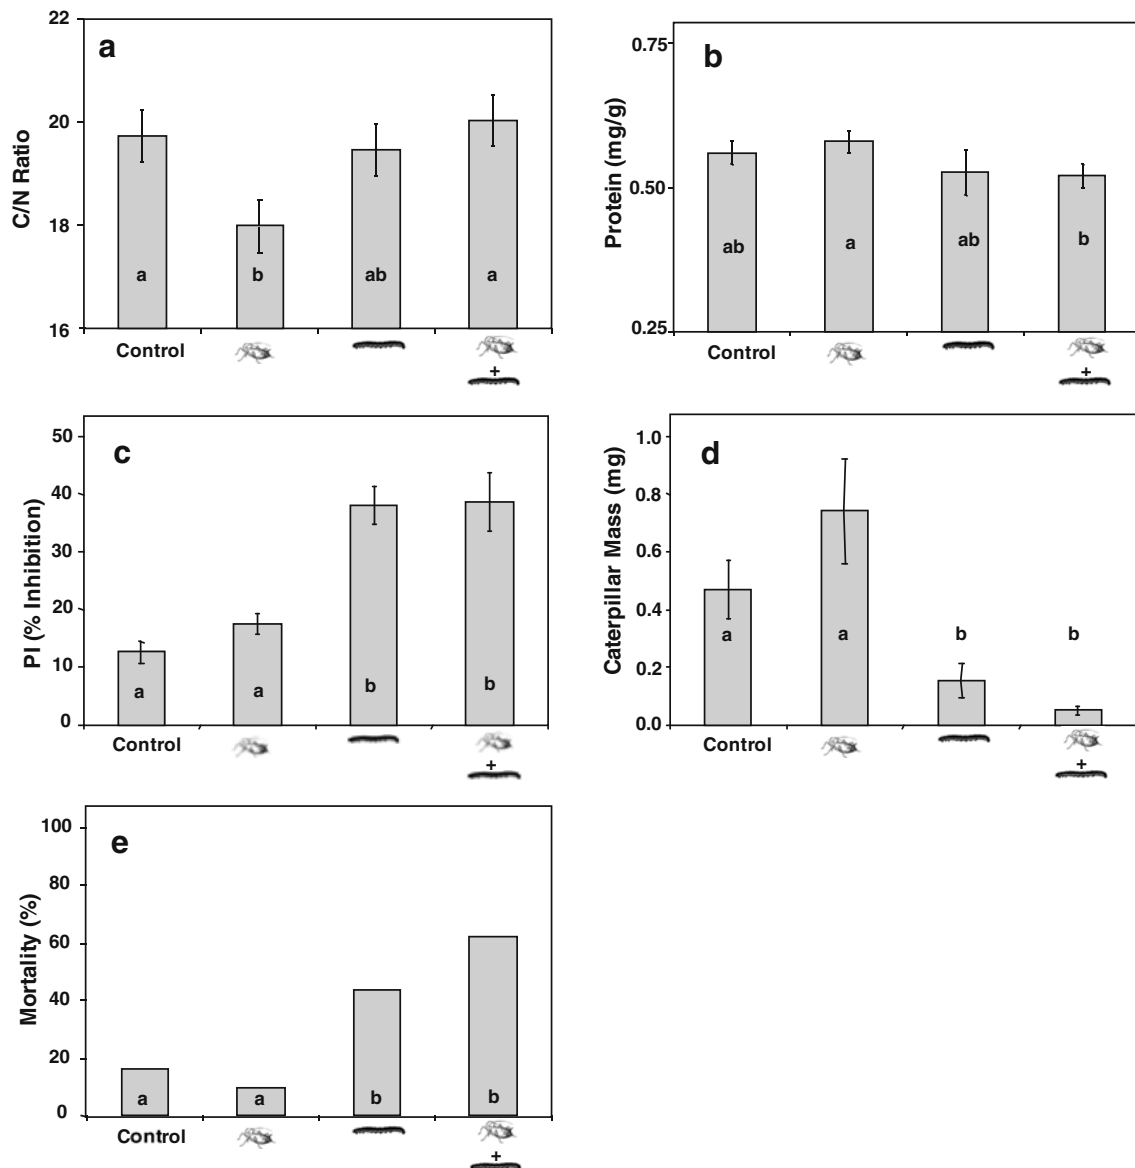 a
C/N Ratio
22
20
18
16
a
b
ab
a
Control
+
b
Protein (mg/g)
0.75
0.50
0.25
ab
a
ab
b
Control
+
c
PI (% Inhibition)
50
40
30
20
10
0
a
a
b
b
Control
+
d
Caterpillar Mass (mg)
1.0
0.8
0.6
0.4
0.2
0.0
a
a
b
b
Control
+
e
Mortality (%)
100
80
60
40
20
0
a
a
b
b
Control
+